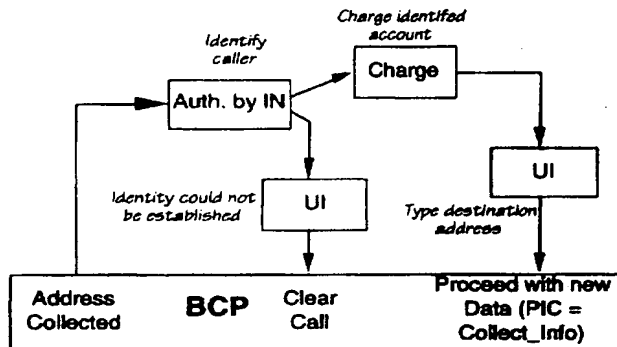 Charge identifed
account
Identify
caller
Charge
Auth. by IN
UI
UI
Identity could not
be established
Type destination
address
Address
Collected
BCP
Clear
Call
Proceed with new
Data (PIC =
Collect_Info)